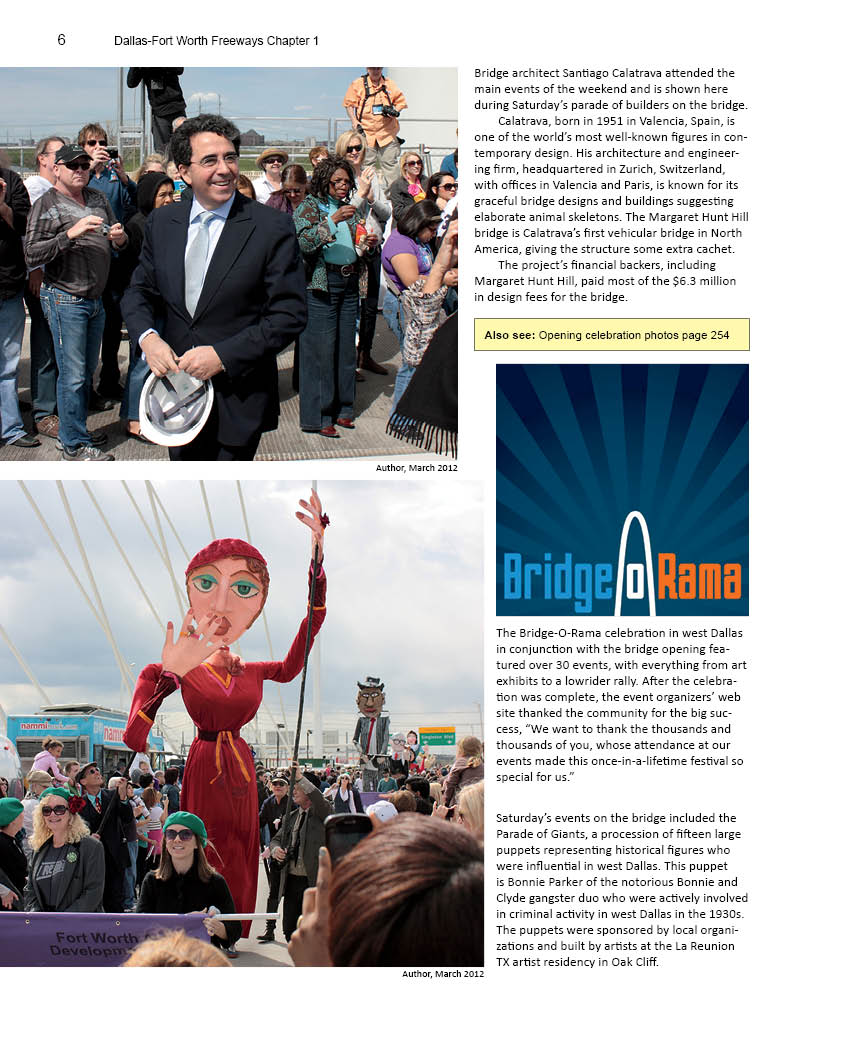 6 Dallas-Fort Worth Freeways Chapter 1
Bridge architect Santiago Calatrava attended the
main events of the weekend and is shown here
during Saturday’s parade of builders on the bridge.
Calatrava, born in 1951 in Valencia, Spain, is
one of the world’s most well-known figures in con-
temporary design. His architecture and engineer-
ing firm, headquartered in Zurich, Switzerland,
with offices in Valencia and Paris, is known for its
graceful bridge designs and buildings suggesting
elaborate animal skeletons. The Margaret Hunt Hill
bridge is Calatrava’s first vehicular bridge in North
America, giving the structure some extra cachet.
The project’s financial backers, including
Margaret Hunt Hill, paid most of the $6.3 million
in design fees for the bridge.
Also see: Opening celebration photos page 254
Author, March 2012
Bridge o Rama
The Bridge-O-Rama celebration in west Dallas
in conjunction with the bridge opening fea-
tured over 30 events, with everything from art
exhibits to a lowrider rally. After the celebra-
tion was complete, the event organizers’ web
site thanked the community for the big suc-
cess, “We want to thank the thousands and
thousands of you, whose attendance at our
events made this once-in-a-lifetime festival so
special for us.”
Saturday’s events on the bridge included the
Parade of Giants, a procession of fifteen large
puppets representing historical figures who
were influential in west Dallas. This puppet
is Bonnie Parker of the notorious Bonnie and
Clyde gangster duo who were actively involved
in criminal activity in west Dallas in the 1930s.
The puppets were sponsored by local organi-
zations and built by artists at the La Reunion
TX artist residency in Oak Cliff.
nammi
Singleton Blvd
Fort Worth
Developm
Author, March 2012